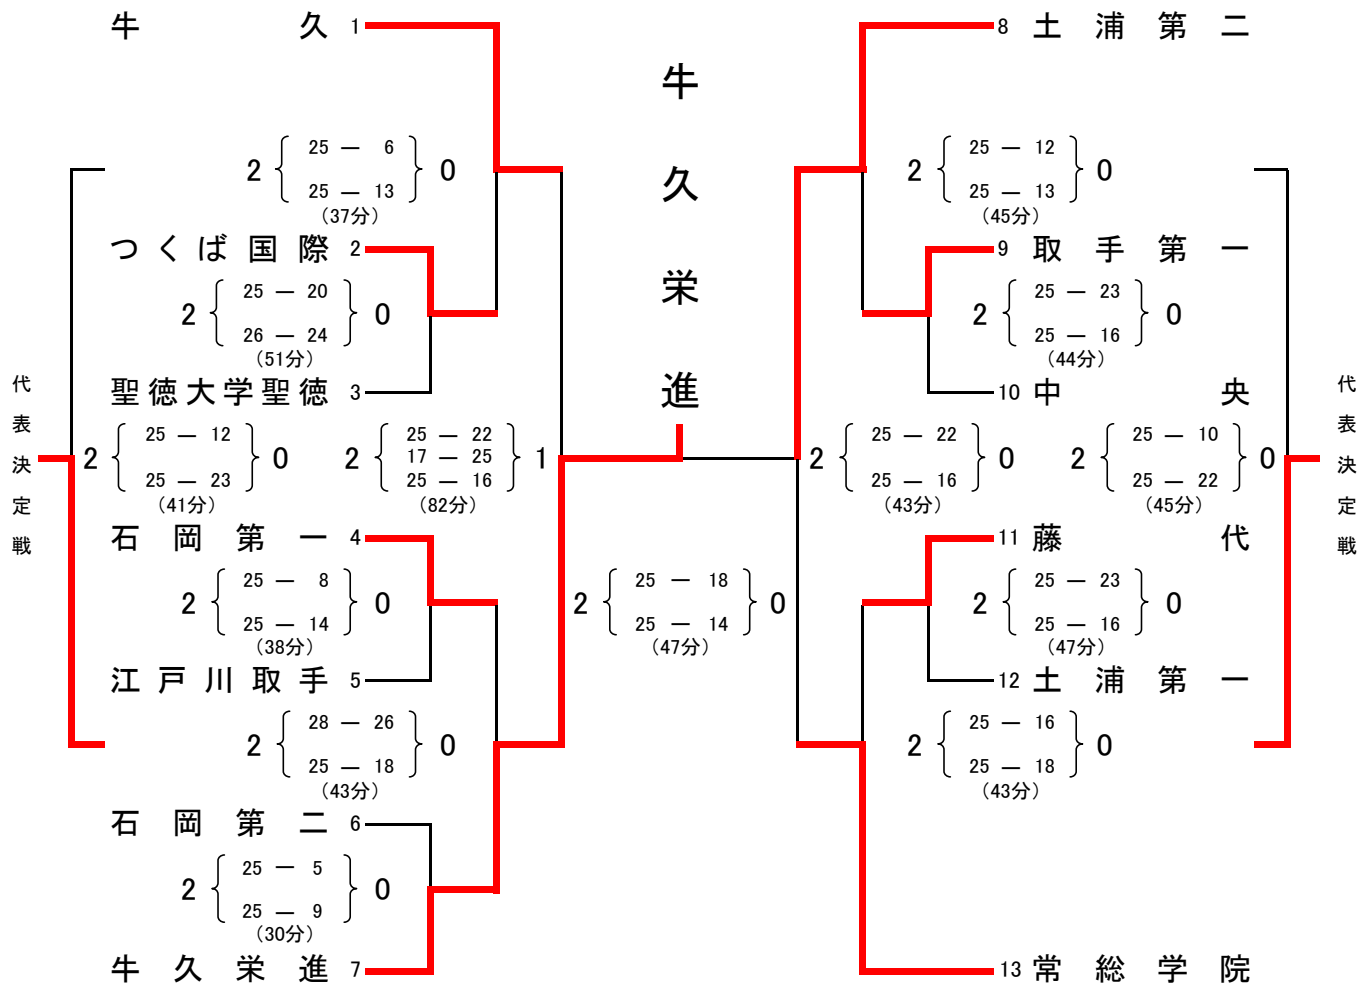 牛久 1
8 土浦第二
牛久栄進
2 25 — 6 0
25 — 13
(37分)
2 25 — 12 0
25 — 13
(45分)
つくば国際 2
9 取手第一
2 25 — 20 0
26 — 24
(51分)
2 25 — 23 0
25 — 16
(44分)
聖徳大学聖徳 3
10 中央
代表決定戦
2 25 — 12 0
25 — 23
(41分)
2 25 — 22 1
17 — 25
25 — 16
(82分)
2 25 — 22 0
25 — 16
(43分)
2 25 — 10 0
25 — 22
(45分)
代表決定戦
石岡第一 4
11 藤代
2 25 — 8 0
25 — 14
(38分)
2 25 — 18 0
25 — 14
(47分)
2 25 — 23 0
25 — 16
(47分)
江戸川取手 5
12 土浦第一
2 28 — 26 0
25 — 18
(43分)
2 25 — 16 0
25 — 18
(43分)
石岡第二 6
2 25 — 5 0
25 — 9
(30分)
牛久栄進 7
13 常総学院